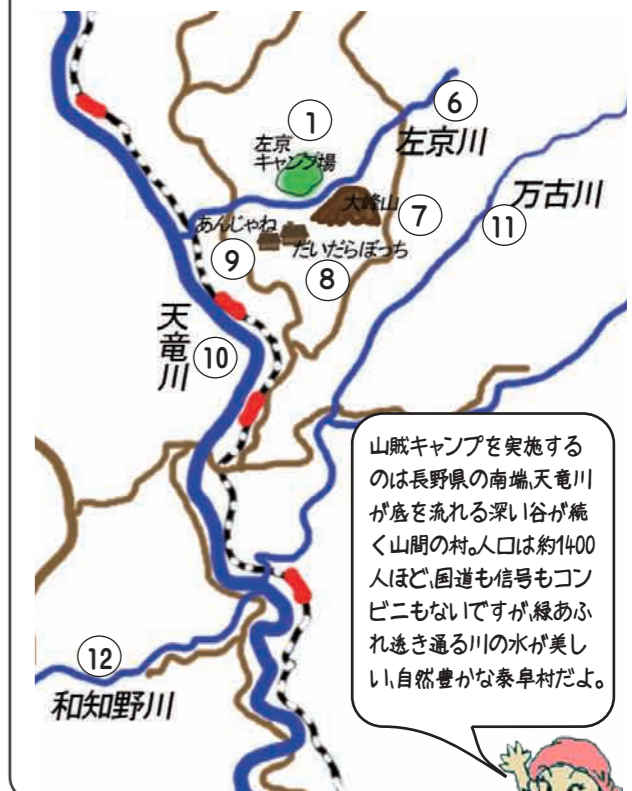 ①
左京
キャンプ場
⑥
左京川
大峰山
⑦
万古川
⑪
あんじゃね
⑨
だいだらぼっち
⑧
天竜川
⑩
山賊キャンプを実施する
のは長野県の南端、天竜川
が底を流れる深い谷が続
く山間の村。人口は約1400
人ほど、国道も信号もコン
ビニもないですが、緑あふ
れ透き通る川の水が美し
い、自然豊かな泰阜村だよ。
⑫
和知野川